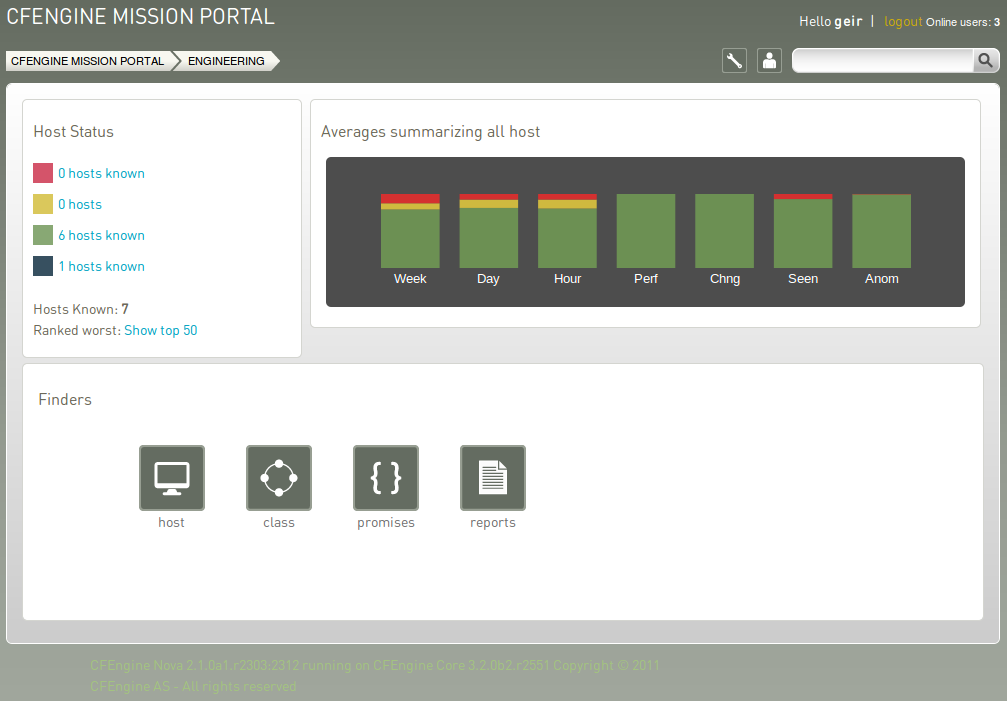 CFENGINE MISSION PORTAL
Hello geir | logout Online users: 3
CFENGINE MISSION PORTAL ENGINEERING
Host Status
0 hosts known
0 hosts
6 hosts known
1 hosts known
Hosts Known: 7
Ranked worst: Show top 50
Averages summarizing all host
Week Day Hour Perf Chng Seen Anom
Finders
{ }
host class promises reports
CFEngine Nova 2.1.0a1.r2303:2312 running on CFEngine Core 3.2.0b2.r2551 Copyright © 2011
CFEngine AS - All rights reserved